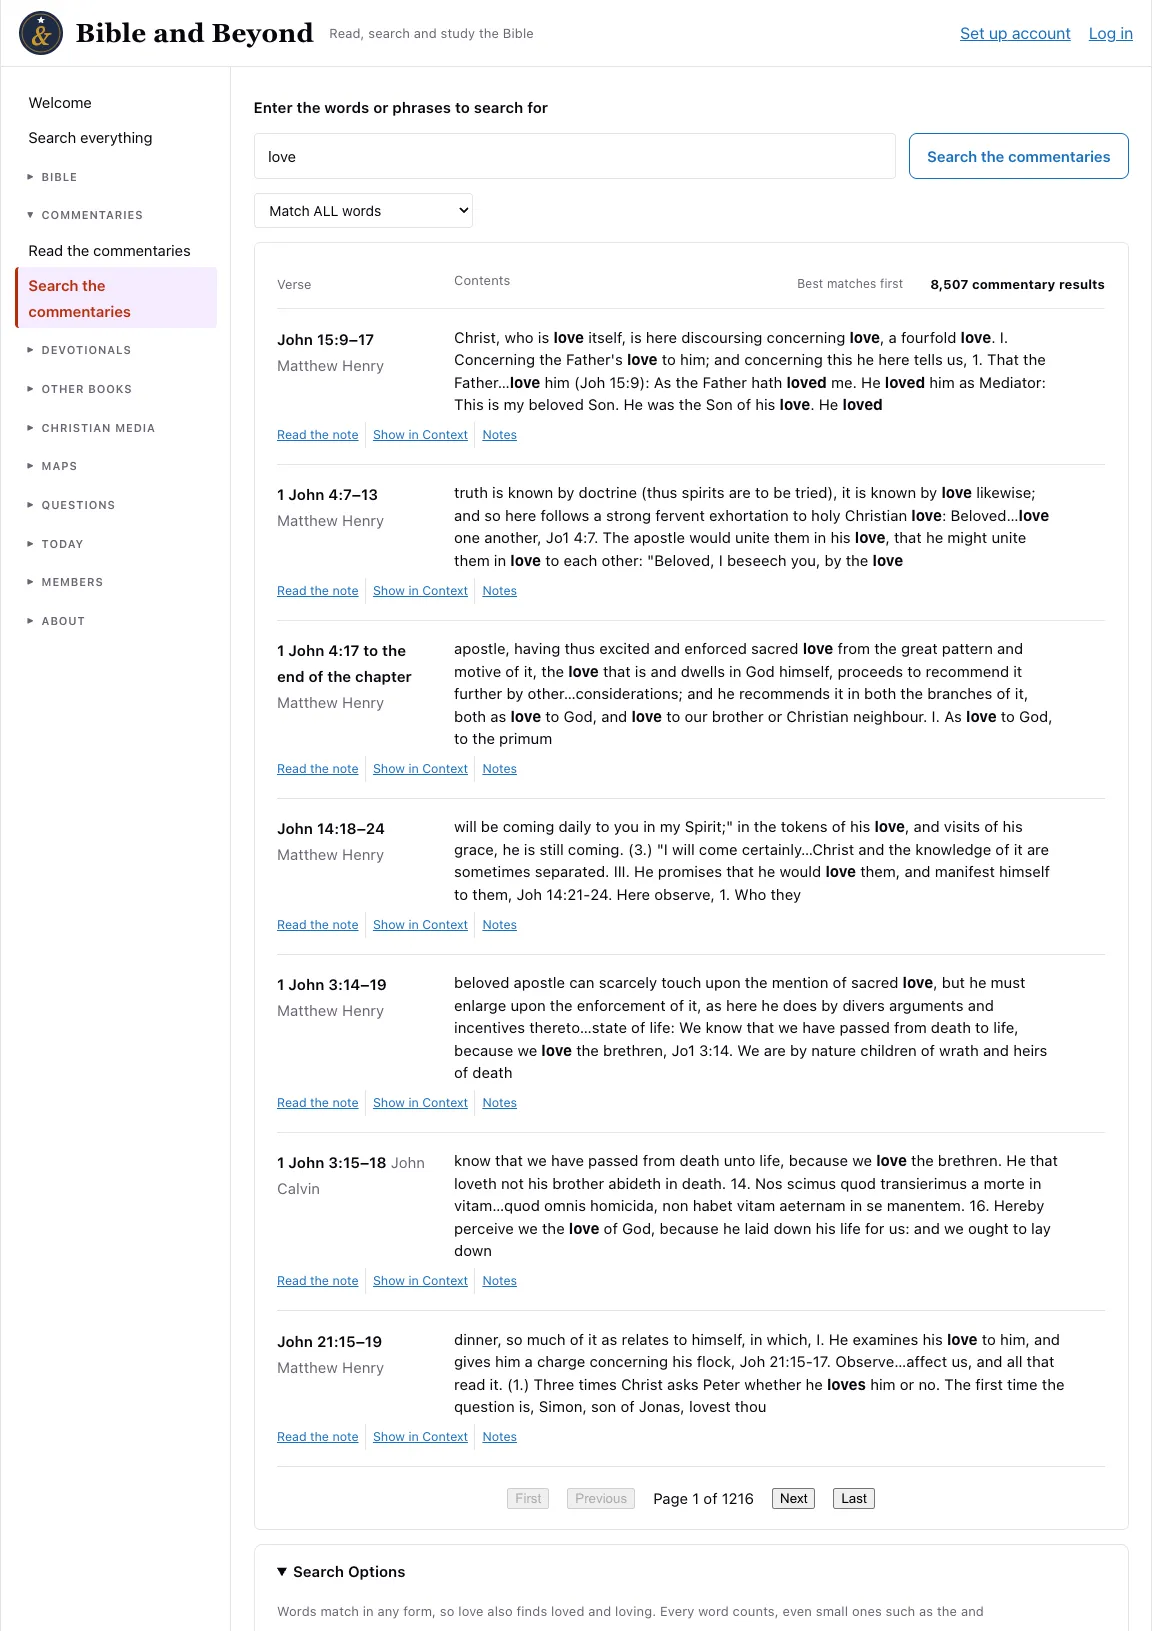 & Bible and Beyond Read, search and study the Bible Set up account Log in
Welcome
Search everything
▸ BIBLE
▾ COMMENTARIES
Read the commentaries
Search the
commentaries
▸ DEVOTIONALS
▸ OTHER BOOKS
▸ CHRISTIAN MEDIA
▸ MAPS
▸ QUESTIONS
▸ TODAY
▸ MEMBERS
▸ ABOUT
Enter the words or phrases to search for
love Search the commentaries
Match ALL words
Verse Contents Best matches first 8,507 commentary results
John 15:9–17
Matthew Henry
Christ, who is love itself, is here discoursing concerning love, a fourfold love. I.
Concerning the Father's love to him; and concerning this he here tells us, 1. That the
Father...love him (Joh 15:9): As the Father hath loved me. He loved him as Mediator:
This is my beloved Son. He was the Son of his love. He loved
Read the note Show in Context Notes
1 John 4:7–13
Matthew Henry
truth is known by doctrine (thus spirits are to be tried), it is known by love likewise;
and so here follows a strong fervent exhortation to holy Christian love: Beloved...love
one another, Jo1 4:7. The apostle would unite them in his love, that he might unite
them in love to each other: "Beloved, I beseech you, by the love
Read the note Show in Context Notes
1 John 4:17 to the
end of the chapter
Matthew Henry
apostle, having thus excited and enforced sacred love from the great pattern and
motive of it, the love that is and dwells in God himself, proceeds to recommend it
further by other...considerations; and he recommends it in both the branches of it,
both as love to God, and love to our brother or Christian neighbour. I. As love to God,
to the primum
Read the note Show in Context Notes
John 14:18–24
Matthew Henry
will be coming daily to you in my Spirit;" in the tokens of his love, and visits of his
grace, he is still coming. (3.) "I will come certainly...Christ and the knowledge of it are
sometimes separated. III. He promises that he would love them, and manifest himself
to them, Joh 14:21-24. Here observe, 1. Who they
Read the note Show in Context Notes
1 John 3:14–19
Matthew Henry
beloved apostle can scarcely touch upon the mention of sacred love, but he must
enlarge upon the enforcement of it, as here he does by divers arguments and
incentives thereto...state of life: We know that we have passed from death to life,
because we love the brethren, Jo1 3:14. We are by nature children of wrath and heirs
of death
Read the note Show in Context Notes
1 John 3:15–18 John
Calvin
know that we have passed from death unto life, because we love the brethren. He that
loveth not his brother abideth in death. 14. Nos scimus quod transierimus a morte in
vitam...quod omnis homicida, non habet vitam aeternam in se manentem. 16. Hereby
perceive we the love of God, because he laid down his life for us: and we ought to lay
down
Read the note Show in Context Notes
John 21:15–19
Matthew Henry
dinner, so much of it as relates to himself, in which, I. He examines his love to him, and
gives him a charge concerning his flock, Joh 21:15-17. Observe...affect us, and all that
read it. (1.) Three times Christ asks Peter whether he loves him or no. The first time the
question is, Simon, son of Jonas, lovest thou
Read the note Show in Context Notes
First Previous Page 1 of 1216 Next Last
▼ Search Options
Words match in any form, so love also finds loved and loving. Every word counts, even small ones such as the and